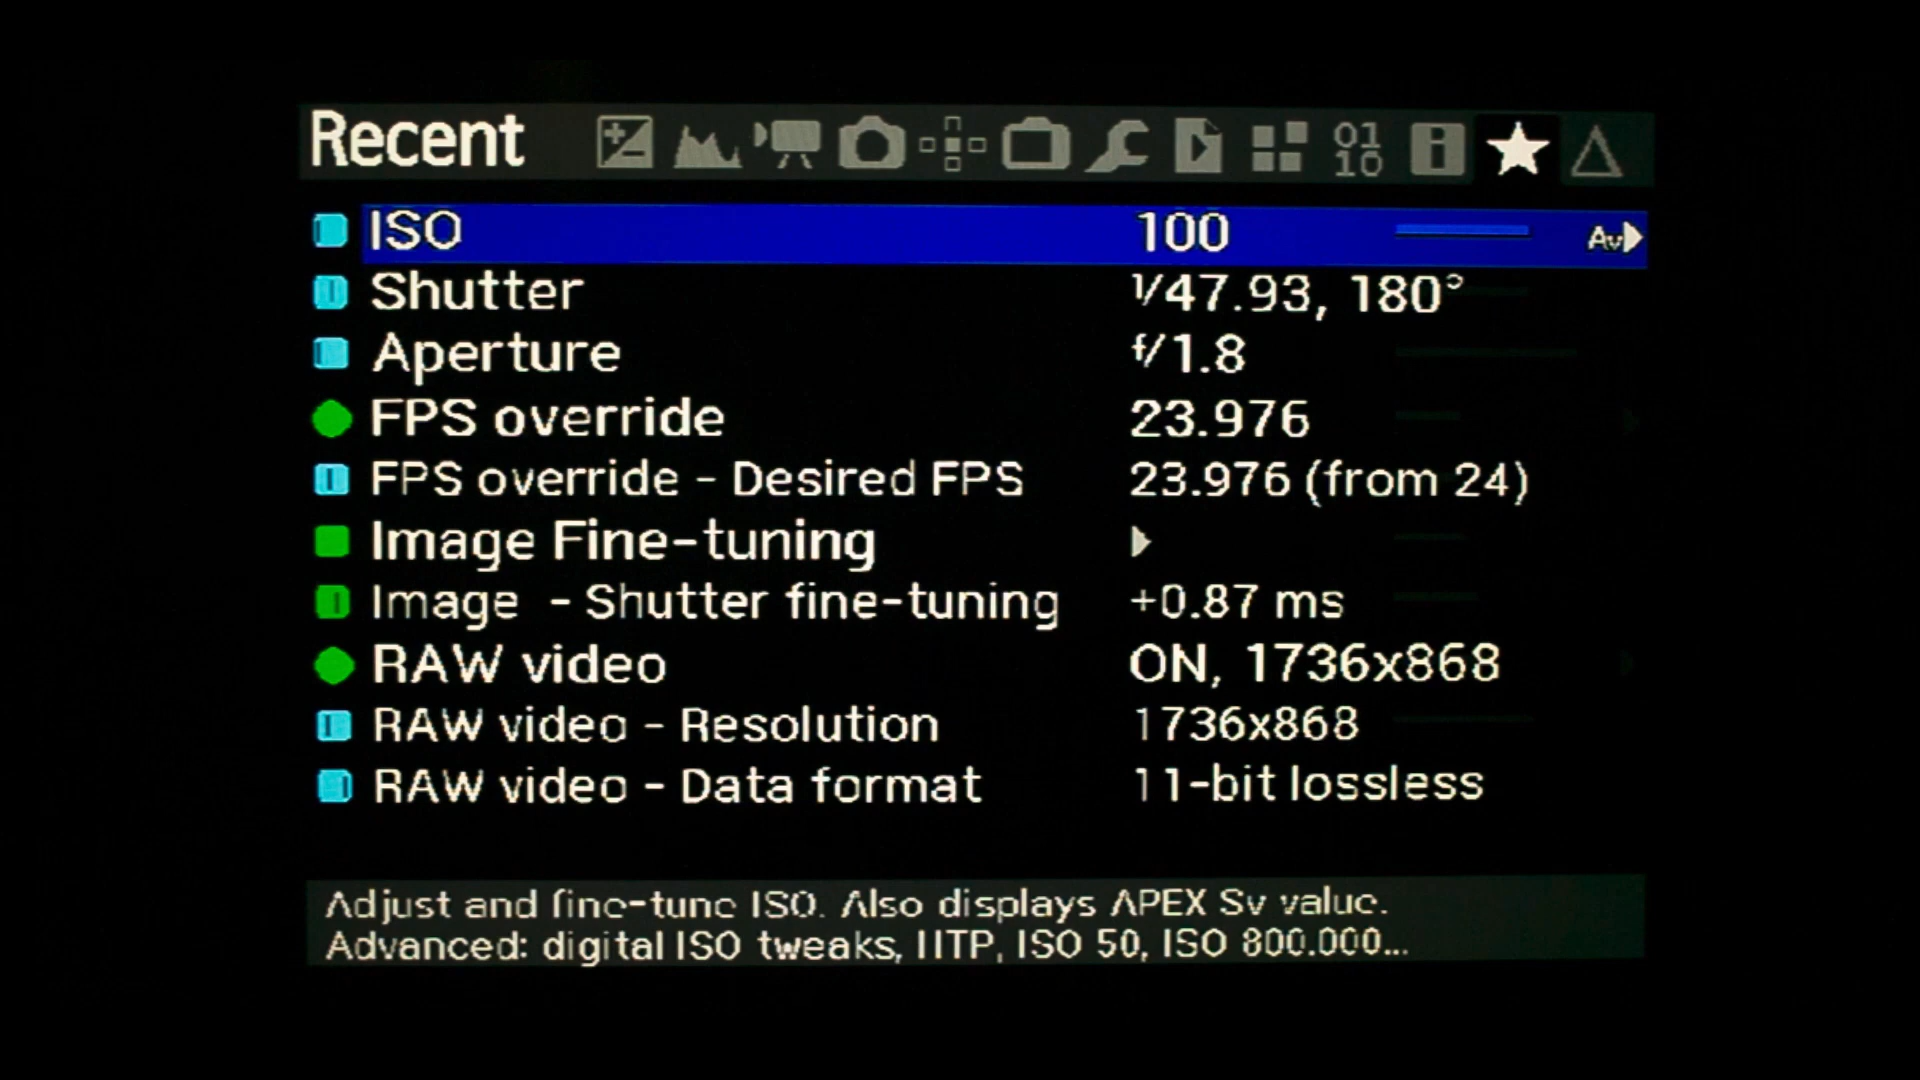 Recent
ISO 100 Av
Shutter 1/47.93, 180°
Aperture f/1.8
FPS override 23.976
FPS override - Desired FPS 23.976 (from 24)
Image Fine-tuning
Image - Shutter fine-tuning +0.87 ms
RAW video ON, 1736x868
RAW video - Resolution 1736x868
RAW video - Data format 11-bit lossless
Adjust and fine-tune ISO. Also displays APEX Sv value.
Advanced: digital ISO tweaks, HTP, ISO 50, ISO 800.000...